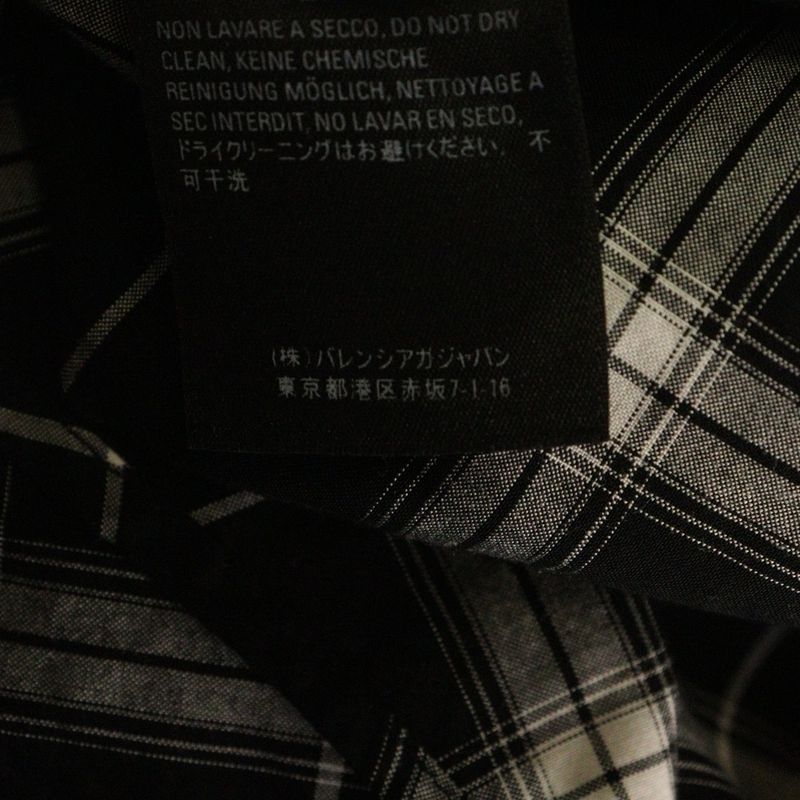 NON LAVARE A SECCO, DO NOT DRY
CLEAN, KEINE CHEMISCHE
REINIGUNG MÖGLICH, NETTOYAGE A
SEC INTERDIT, NO LAVAR EN SECO,
ドライクリーニングはお避けください。不
可干洗
(株)バレンシアガジャパン
東京都港区赤坂7-1-16